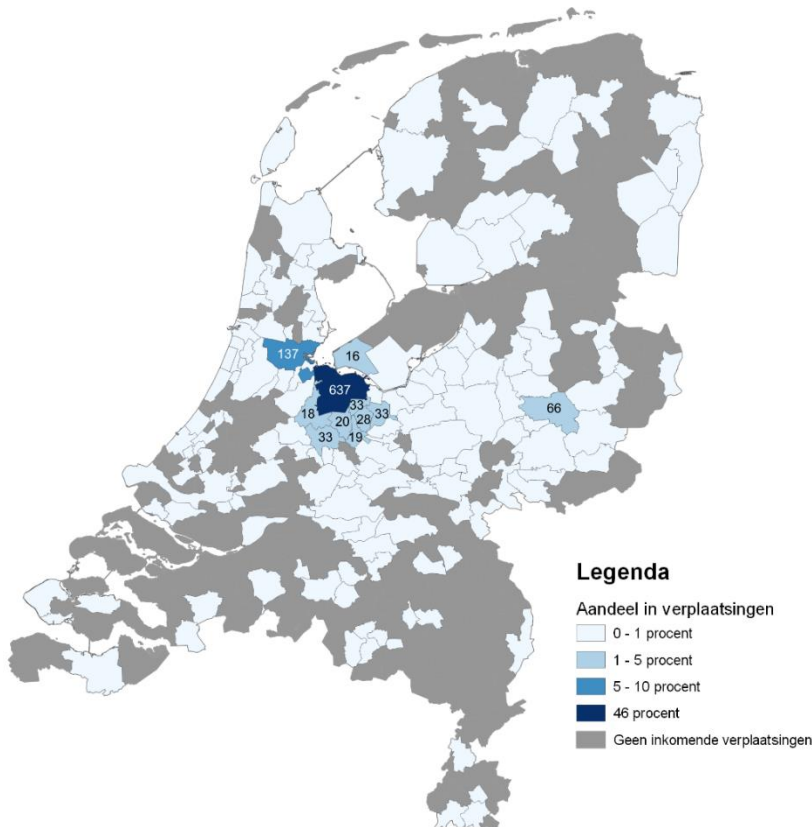 137
16
637
33
18
20
28
33
33
19
66
Legenda
Aandeel in verplaatsingen
0 - 1 procent
1 - 5 procent
5 - 10 procent
46 procent
Geen inkomende verplaatsingen